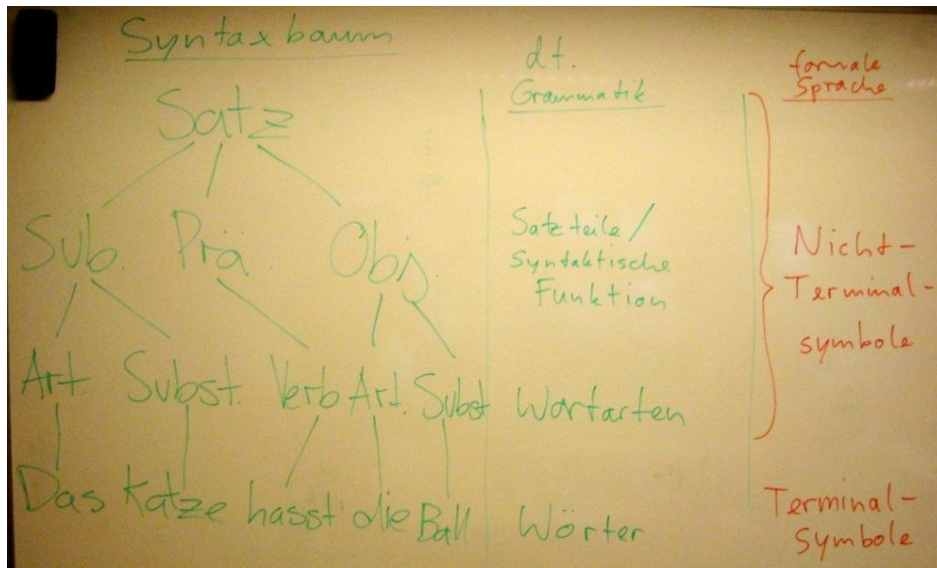 Syntaxbaum
dt.
Grammatik
formale
Sprache
Satz
Sub. Prä. Obj.
Satzteile/
Syntaktische
Funktion
Nicht-
Terminal-
symbole
Art. Subst. Verb Art. Subst
Wortarten
Das Katze hasst die Ball
Wörter
Terminal-
Symbole